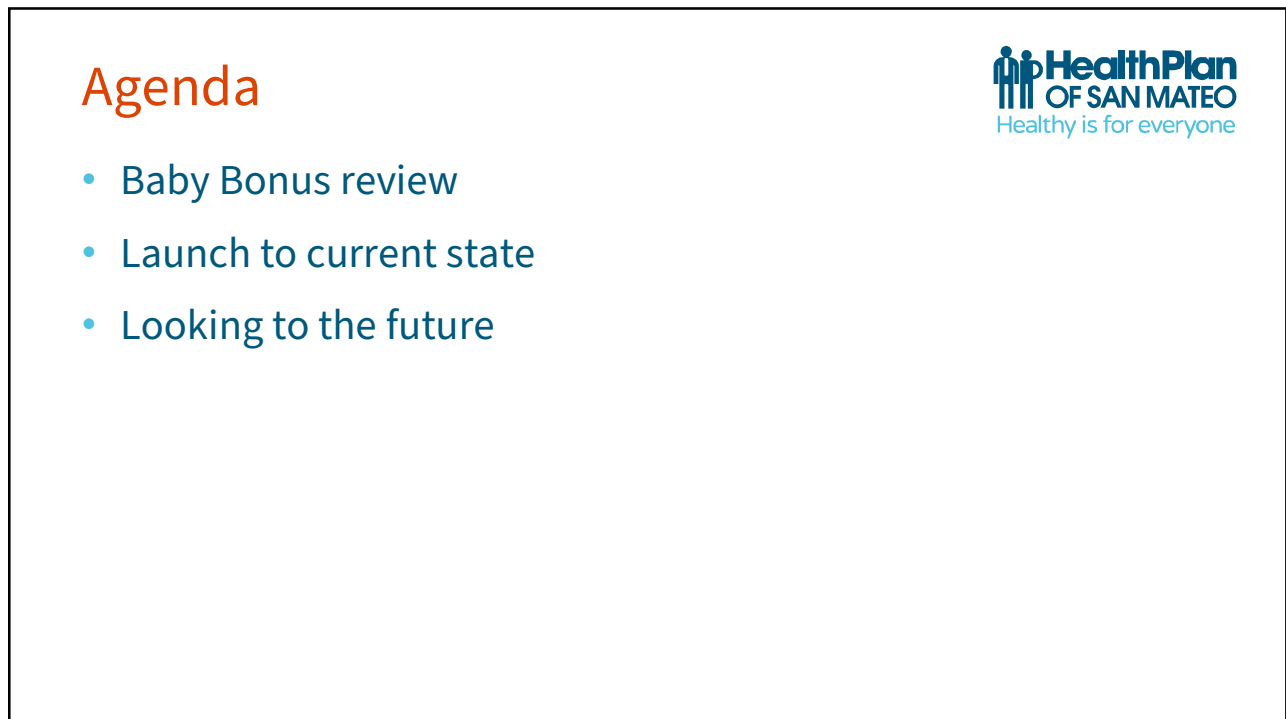 Agenda
HealthPlan
OF SAN MATEO
Healthy is for everyone
• Baby Bonus review
• Launch to current state
• Looking to the future